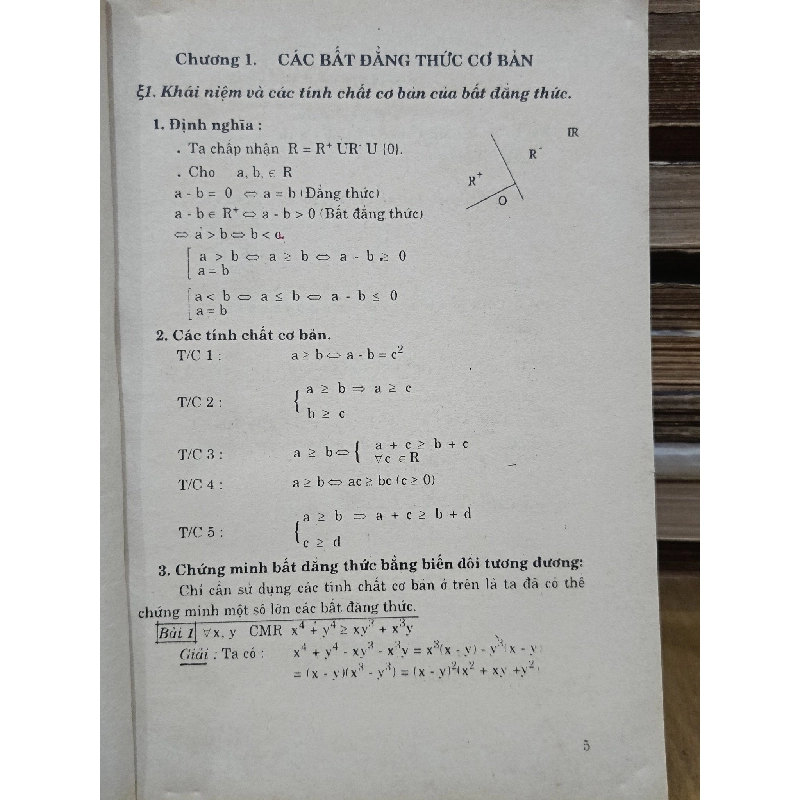 Chương 1. CÁC BẤT ĐẲNG THỨC CƠ BẢN
ξ1. Khái niệm và các tính chất cơ bản của bất đẳng thức.
1. Định nghĩa :
. Ta chấp nhận R = R⁺ UR⁻ U {0}.
. Cho a, b, ∈ R
a - b = 0 ⇔ a = b (Đẳng thức)
a - b ∈ R⁺ ⇔ a - b > 0 (Bất đẳng thức)
⇔ a > b ⇔ b < a.
[ a > b ⇔ a ≥ b ⇔ a - b ≥ 0
a = b
[ a < b ⇔ a ≤ b ⇔ a - b ≤ 0
a = b
R
R⁻
R⁺
O
2. Các tính chất cơ bản.
T/C 1 : a ≥ b ⇔ a - b = c²
T/C 2 : { a ≥ b ⇒ a ≥ c
b ≥ c
T/C 3 : a ≥ b ⇔ { a + c ≥ b + c
∀c ∈ R
T/C 4 : a ≥ b ⇔ ac ≥ bc (c ≥ 0)
T/C 5 : { a ≥ b ⇒ a + c ≥ b + d
c ≥ d
3. Chứng minh bất đẳng thức bằng biến đổi tương đương:
Chỉ cần sử dụng các tính chất cơ bản ở trên là ta đã có thể
chứng minh một số lớn các bất đẳng thức.
Bài 1 ∀x, y CMR x⁴ + y⁴ ≥ xy³ + x³y
Giải : Ta có : x⁴ + y⁴ - xy³ - x³y = x³(x - y) - y³(x - y)
= (x - y)(x³ - y³) = (x - y)²(x² + xy + y²)
5